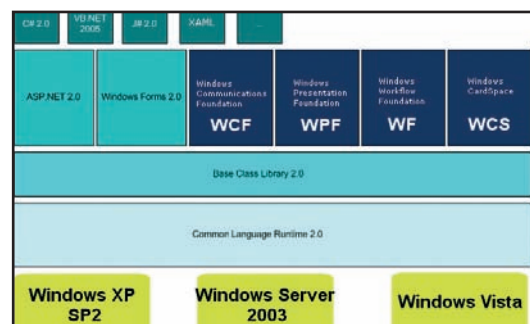 C# 2.0
VB.NET
2005
J# 2.0
XAML
...
ASP.NET 2.0
Windows Forms 2.0
Windows
Communications
Foundation
WCF
Windows
Presentation
Foundation
WPF
Windows
Workflow
Foundation
WF
Windows
CardSpace
WCS
Base Class Library 2.0
Common Language Runtime 2.0
Windows XP
SP2
Windows Server
2003
Windows Vista